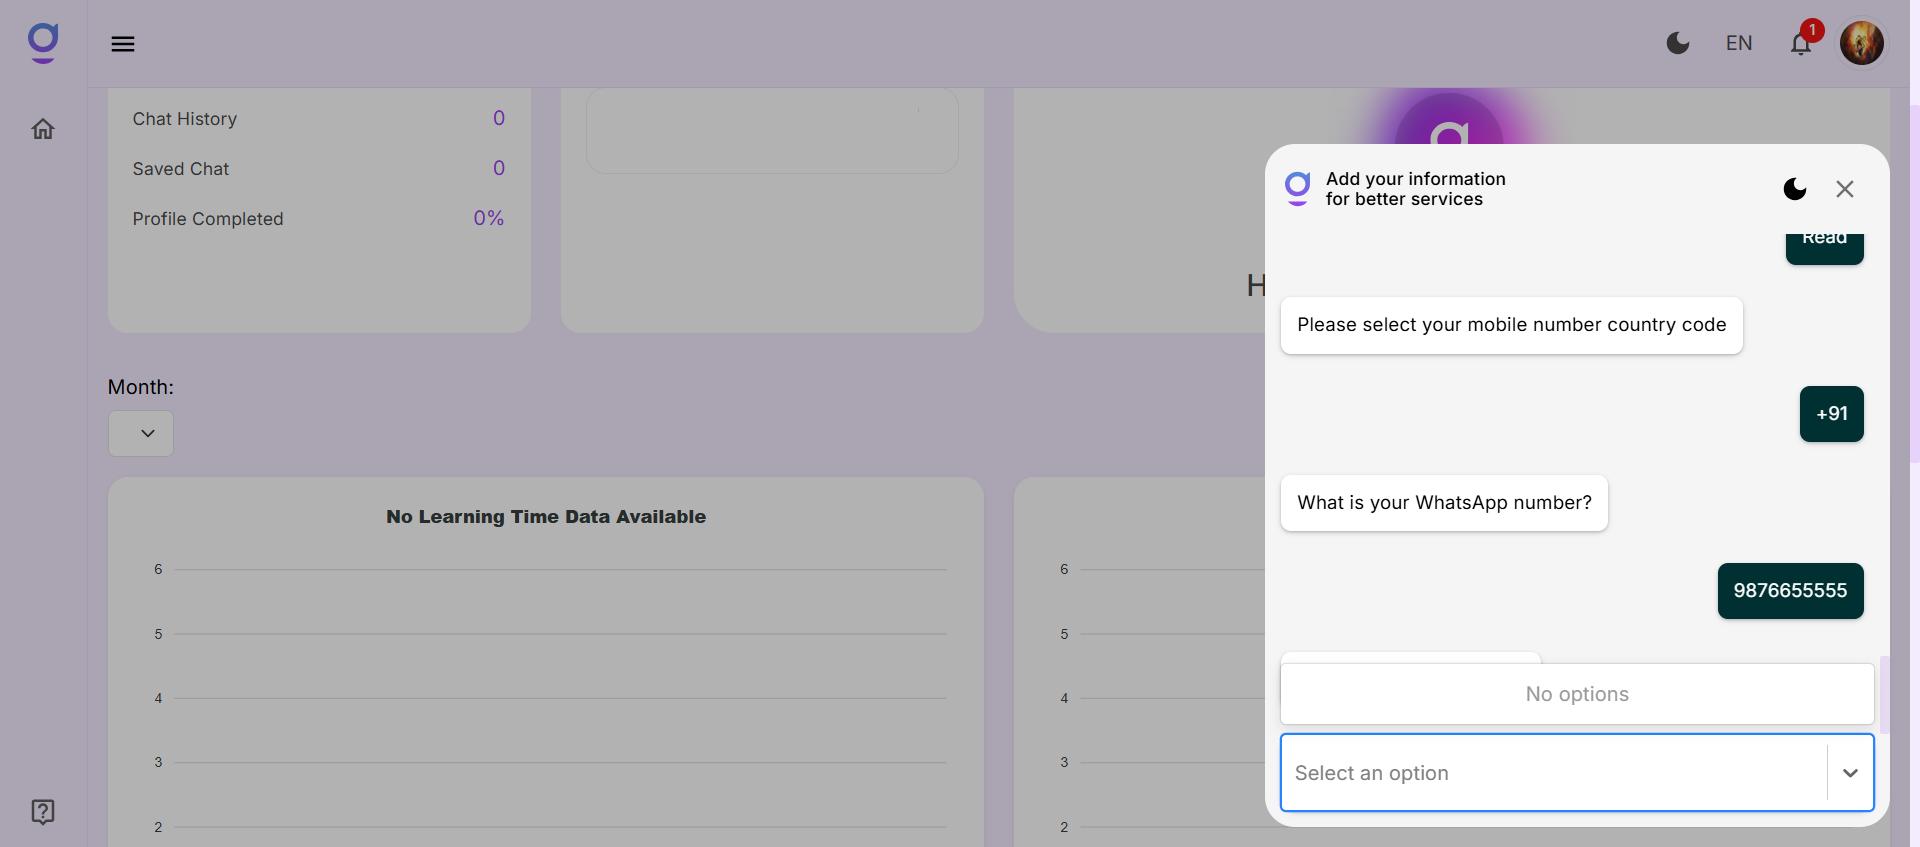 EN
1
Chat History 0
Saved Chat 0
Profile Completed 0%
H
Month:
No Learning Time Data Available
6
5
4
3
2
6
5
4
3
2
Add your information
for better services
Read
Please select your mobile number country code
+91
What is your WhatsApp number?
9876655555
No options
Select an option